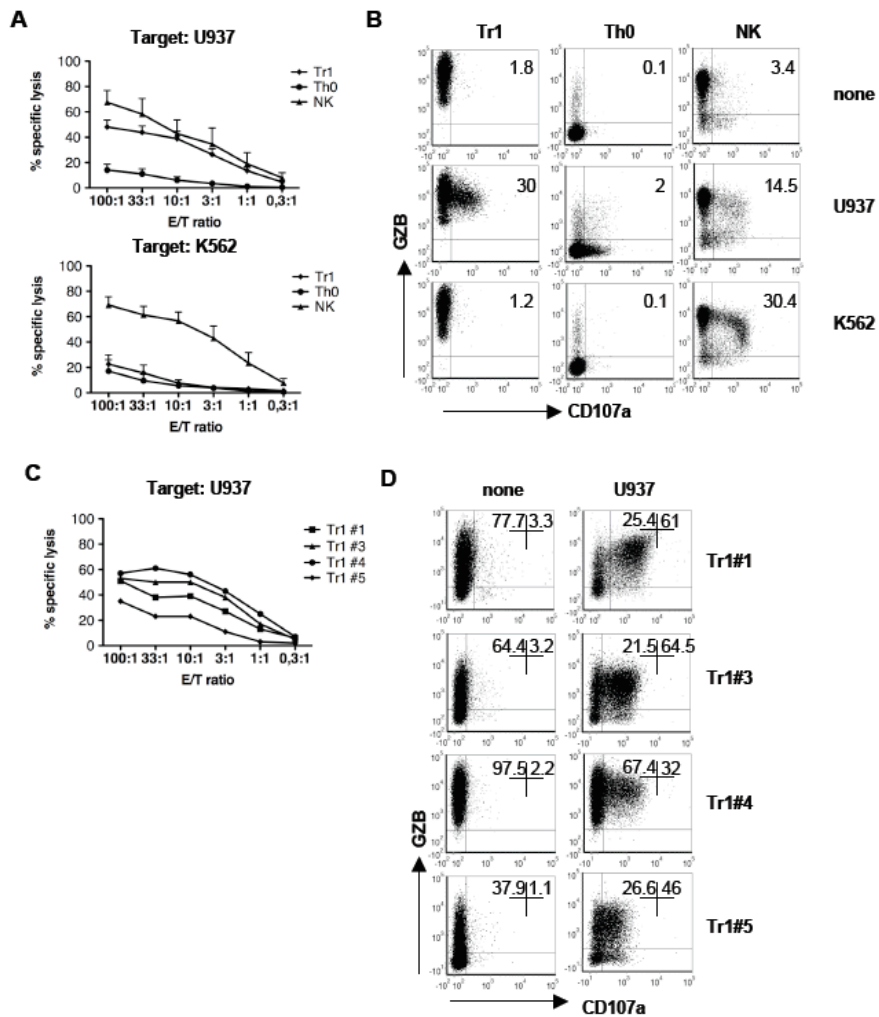 A
Target: U937
% specific lysis
100
80
60
40
20
0
100:1 33:1 10:1 3:1 1:1 0,3:1
E/T ratio
Tr1
Th0
NK
Target: K562
% specific lysis
100
80
60
40
20
0
100:1 33:1 10:1 3:1 1:1 0,3:1
E/T ratio
Tr1
Th0
NK
B
Tr1 Th0 NK
1.8 0.1 3.4 none
30 2 14.5 U937
1.2 0.1 30.4 K562
GZB
CD107a
C
Target: U937
% specific lysis
100
80
60
40
20
0
100:1 33:1 10:1 3:1 1:1 0,3:1
E/T ratio
Tr1 #1
Tr1 #3
Tr1 #4
Tr1 #5
D
none U937
77.7 3.3 25.4 61 Tr1#1
64.4 3.2 21.5 64.5 Tr1#3
97.5 2.2 67.4 32 Tr1#4
37.9 1.1 26.6 46 Tr1#5
GZB
CD107a